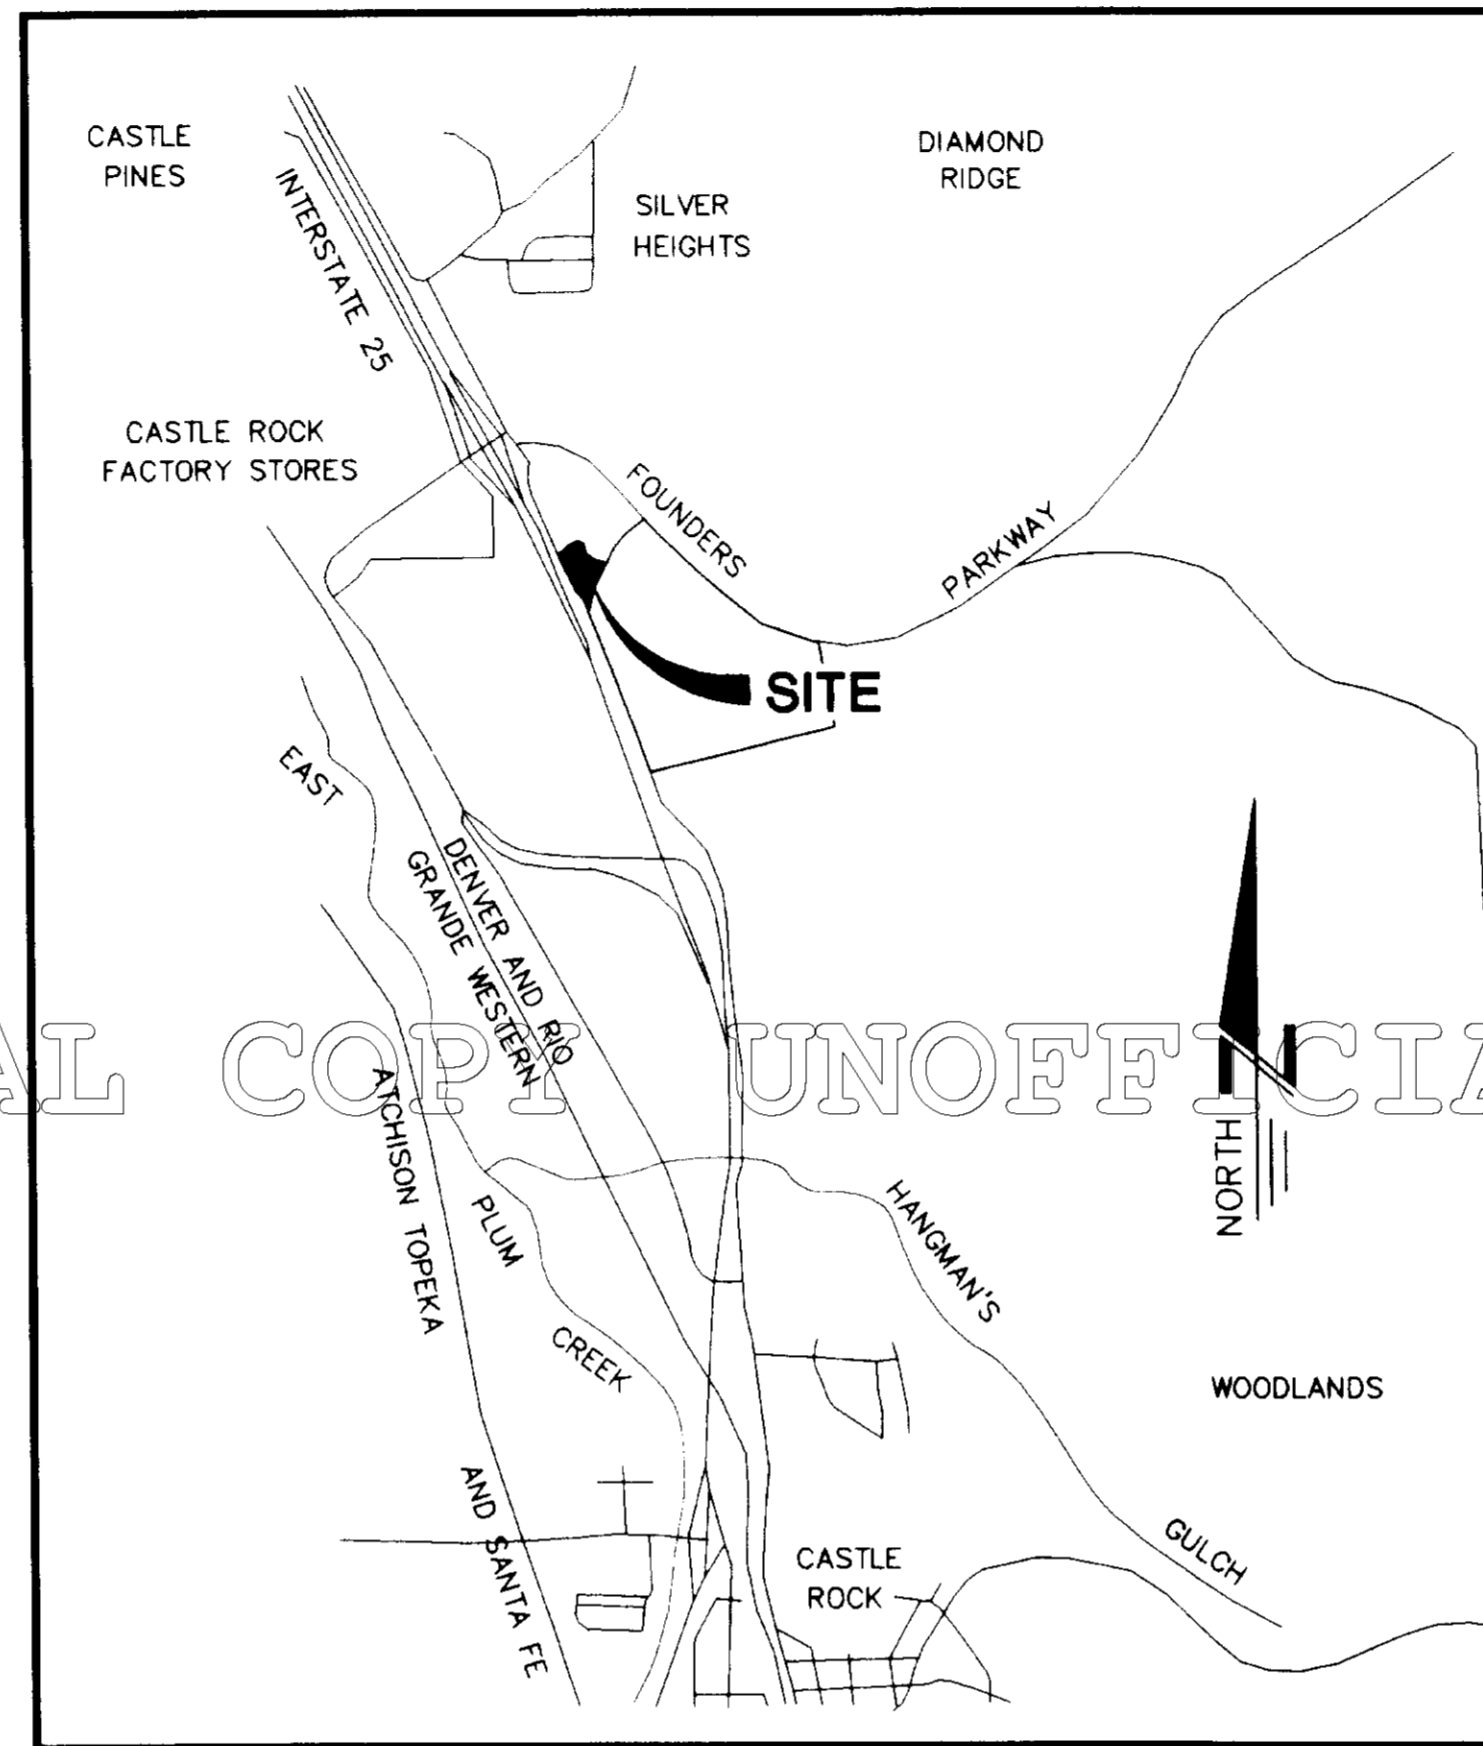 CASTLE
PINES
DIAMOND
RIDGE
SILVER
HEIGHTS
INTERSTATE 25
CASTLE ROCK
FACTORY STORES
FOUNDERS
PARKWAY
SITE
EAST
DENVER AND RIO
GRANDE WESTERN
AL COPY UNOFFICIA
NORTH
ATCHISON TOPEKA
PLUM
HANGMAN'S
CREEK
WOODLANDS
AND SANTA FE
GULCH
CASTLE
ROCK